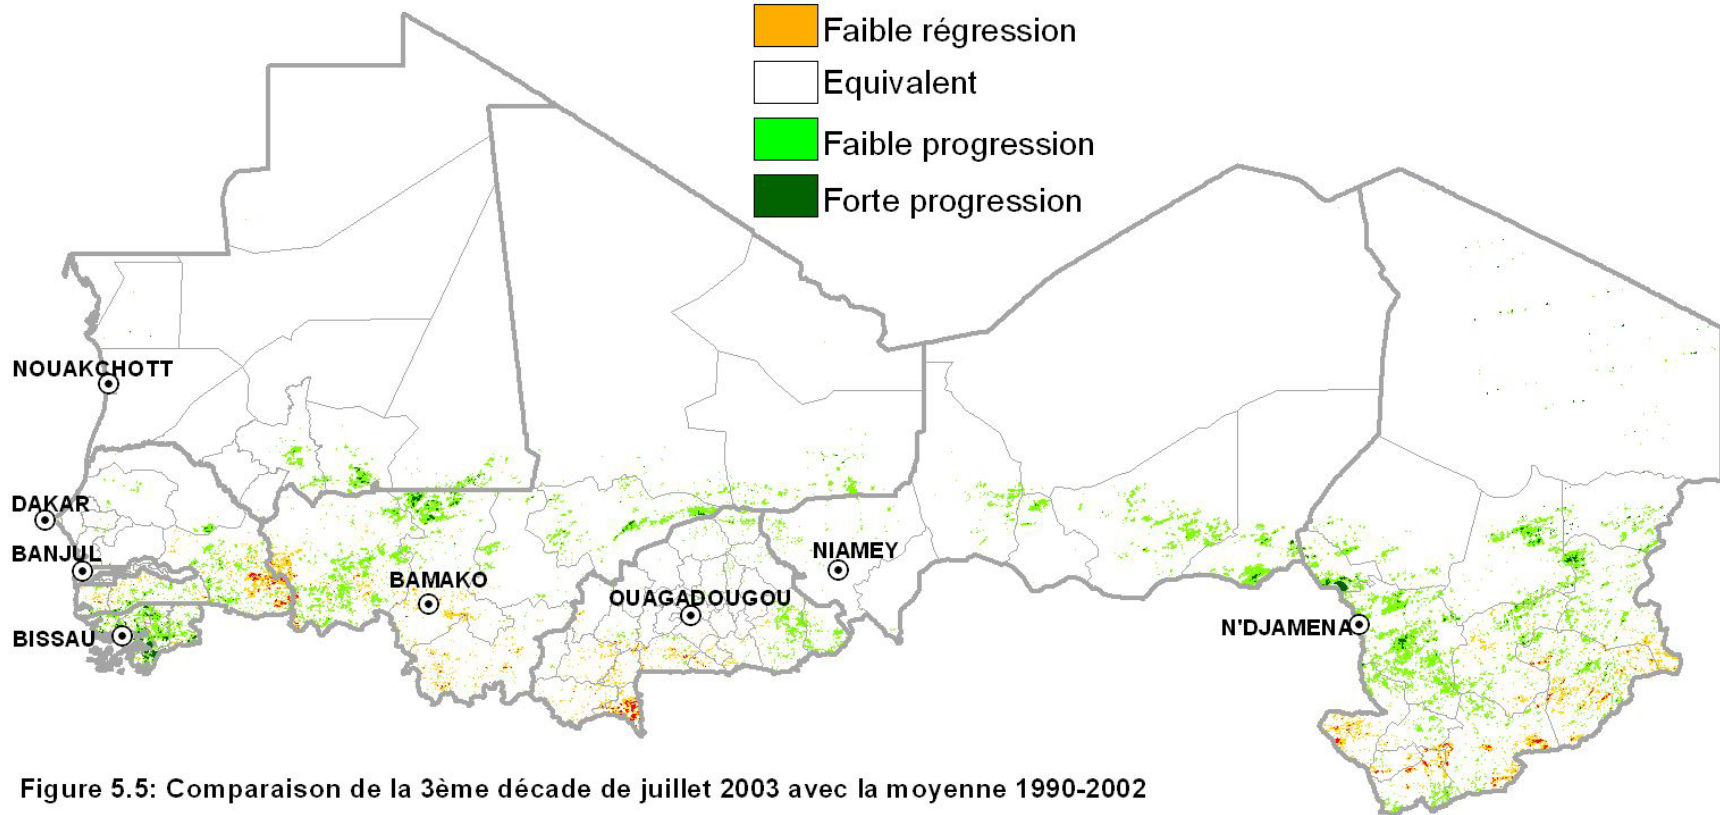 Faible régression
Equivalent
Faible progression
Forte progression
NOUAKCHOTT
DAKAR
BANJUL
NIAMEY
BAMAKO
OUAGADOUGOU
BISSAU
N'DJAMENA
Figure 5.5: Comparaison de la 3ème décade de juillet 2003 avec la moyenne 1990-2002